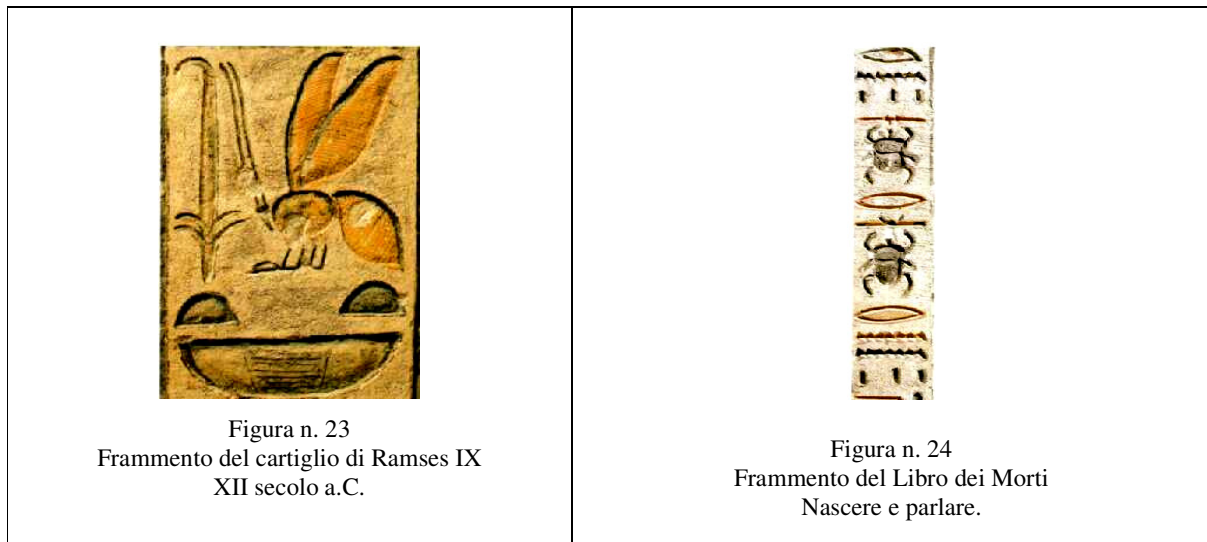 Figura n. 23
Frammento del cartiglio di Ramses IX
XII secolo a.C.
Figura n. 24
Frammento del Libro dei Morti
Nascere e parlare.